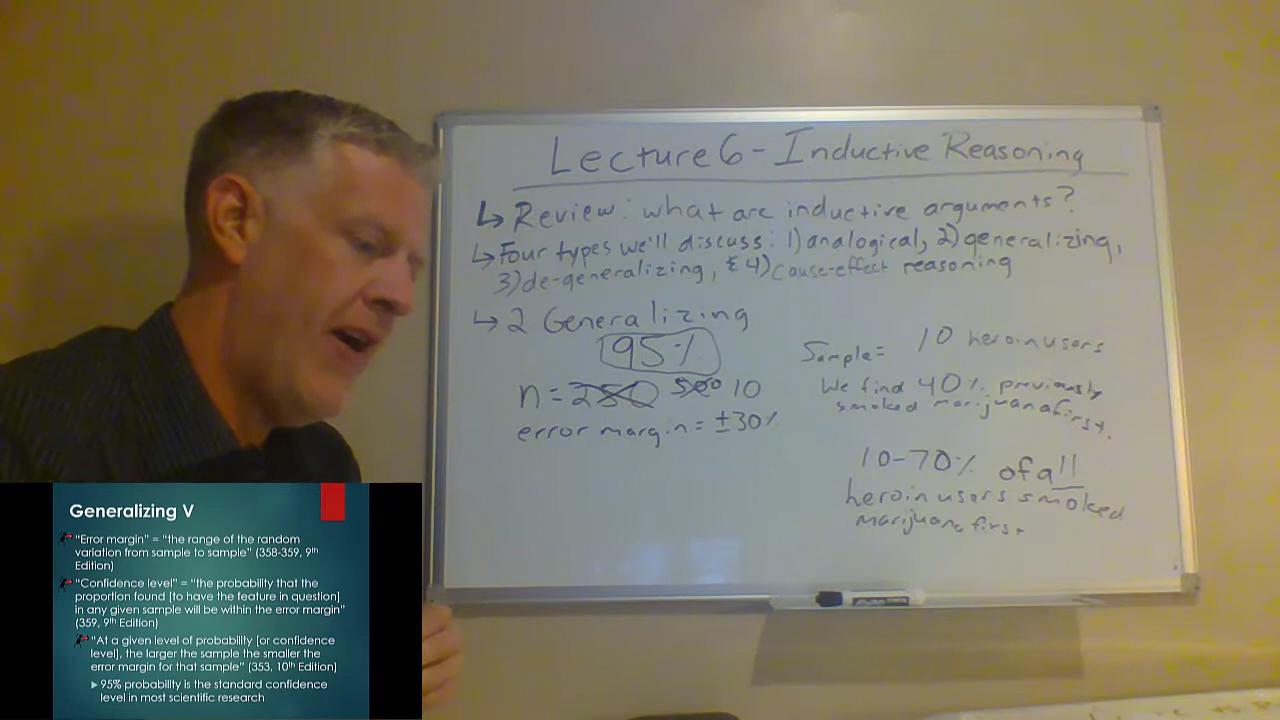 Lecture 6 - Inductive Reasoning
↳ Review: what are inductive arguments?
↳ Four types we'll discuss: 1) analogical, 2) generalizing,
3) de-generalizing, & 4) cause-effect reasoning
↳ 2 Generalizing
95%
n = 250 500 10
error margin = ±30%
Sample = 10 heroin users
We find 40% previously
smoked marijuana first.
10-70% of all
heroin users smoked
marijuana first
Generalizing V
"Error margin" = "the range of the random
variation from sample to sample" (358-359, 9th
Edition)
"Confidence level" = "the probability that the
proportion found [to have the feature in question]
in any given sample will be within the error margin"
(359, 9th Edition)
"At a given level of probability [or confidence
level], the larger the sample the smaller the
error margin for that sample" (353, 10th Edition)
95% probability is the standard confidence
level in most scientific research